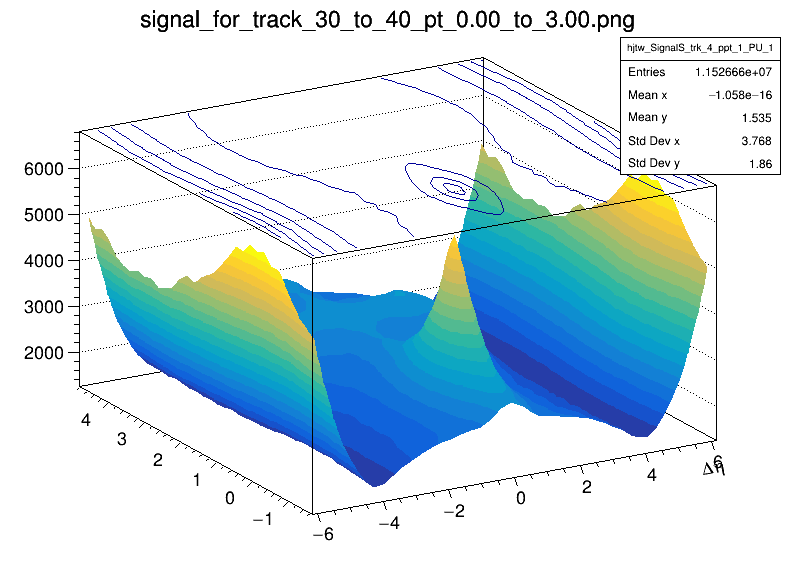 signal_for_track_30_to_40_pt_0.00_to_3.00.png
hjtw_SignalS_trk_4_ppt_1_PU_1
Entries 1.152666e+07
Mean x −1.058e−16
Mean y 1.535
Std Dev x 3.768
Std Dev y 1.86
6000
5000
4000
3000
2000
4
3
2
1
0
−1
−6
−4
−2
0
2
4
6
Δη